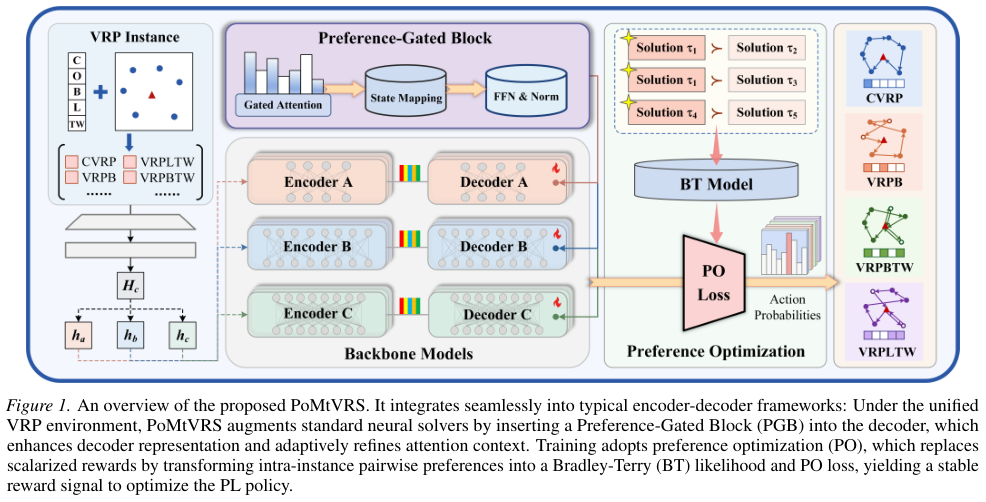 VRP Instance
C
O
B
L
TW
CVRP VRPLTW
VRPB VRPBTW
...... ......
H_c
h_a h_b h_c
Preference-Gated Block
Gated Attention
State Mapping
FFN & Norm
Encoder A Decoder A
Encoder B Decoder B
Encoder C Decoder C
Backbone Models
Solution τ₁ ≻ Solution τ₂
Solution τ₁ ≻ Solution τ₃
Solution τ₄ ≻ Solution τ₅
BT Model
PO
Loss
Action
Probabilities
Preference Optimization
CVRP
VRPB
VRPBTW
VRPLTW
Figure 1. An overview of the proposed PoMtVRS. It integrates seamlessly into typical encoder-decoder frameworks: Under the unified
VRP environment, PoMtVRS augments standard neural solvers by inserting a Preference-Gated Block (PGB) into the decoder, which
enhances decoder representation and adaptively refines attention context. Training adopts preference optimization (PO), which replaces
scalarized rewards by transforming intra-instance pairwise preferences into a Bradley-Terry (BT) likelihood and PO loss, yielding a stable
reward signal to optimize the PL policy.